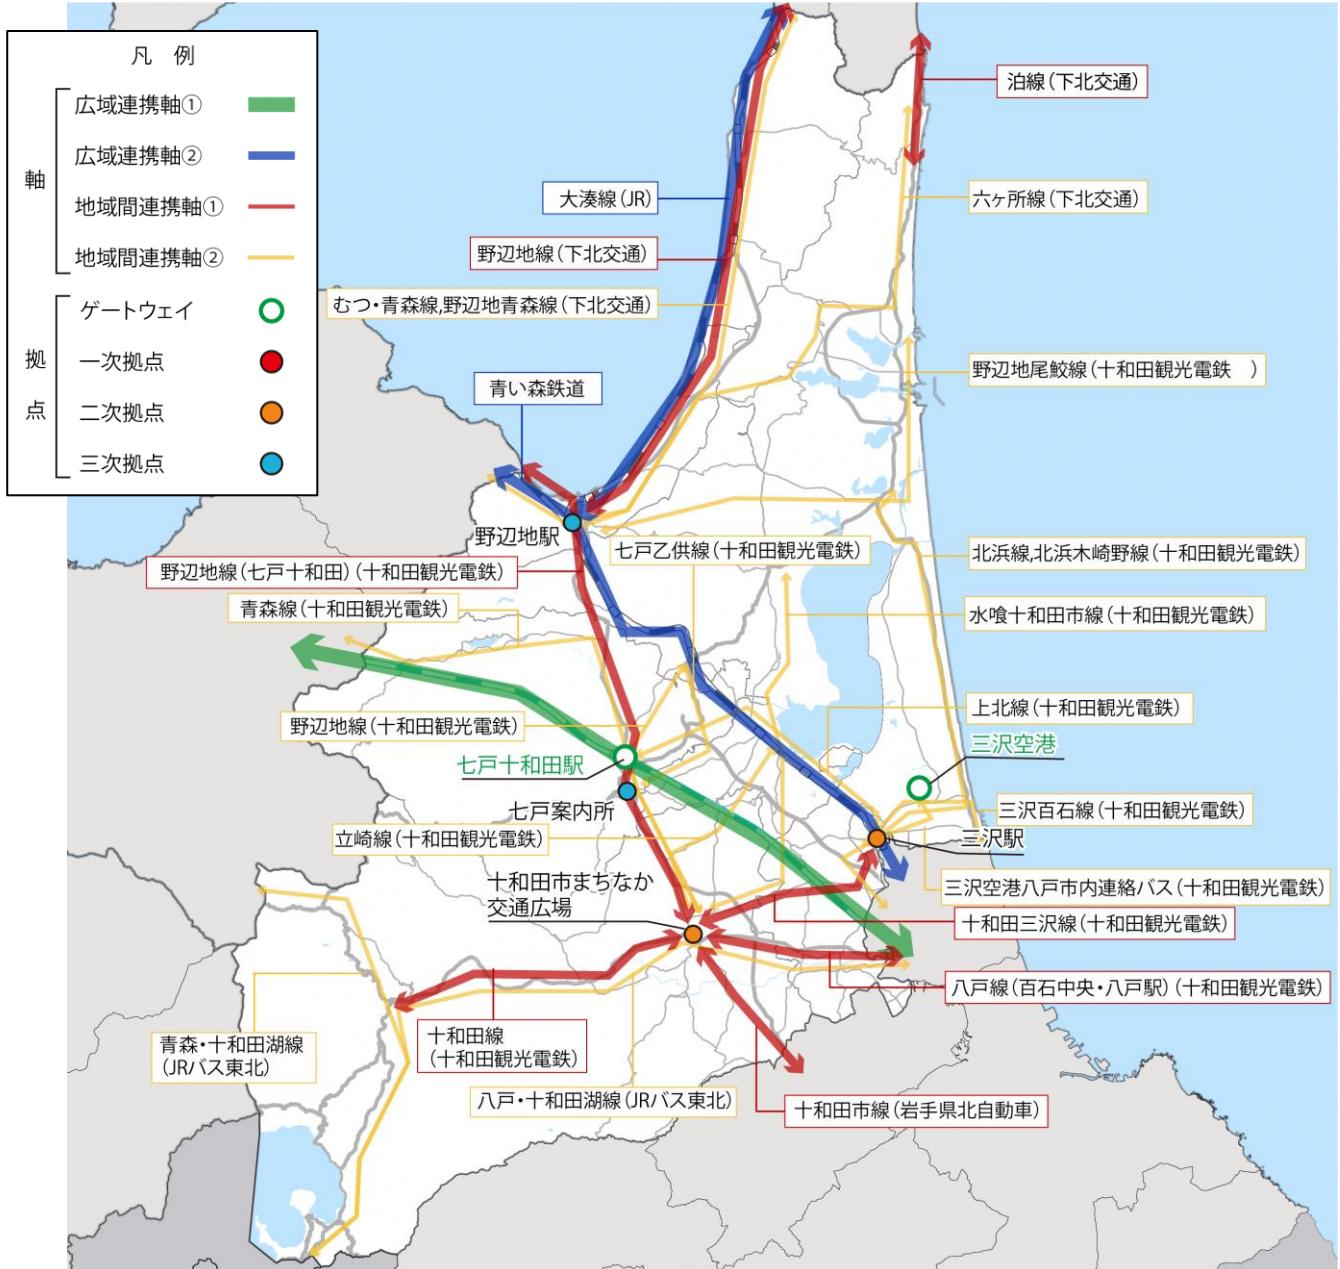 凡 例
軸
広域連携軸①
広域連携軸②
地域間連携軸①
地域間連携軸②
拠
点
ゲートウェイ
一次拠点
二次拠点
三次拠点
泊線(下北交通)
大湊線(JR)
六ヶ所線(下北交通)
野辺地線(下北交通)
むつ・青森線,野辺地青森線(下北交通)
野辺地尾鮫線(十和田観光電鉄 )
青い森鉄道
野辺地駅
七戸乙供線(十和田観光電鉄)
北浜線,北浜木崎野線(十和田観光電鉄)
野辺地線(七戸十和田)(十和田観光電鉄)
青森線(十和田観光電鉄)
水喰十和田市線(十和田観光電鉄)
上北線(十和田観光電鉄)
野辺地線(十和田観光電鉄)
七戸十和田駅
三沢空港
七戸案内所
三沢百石線(十和田観光電鉄)
立崎線(十和田観光電鉄)
三沢駅
十和田市まちなか
交通広場
三沢空港八戸市内連絡バス(十和田観光電鉄)
十和田三沢線(十和田観光電鉄)
八戸線(百石中央・八戸駅)(十和田観光電鉄)
青森・十和田湖線
(JRバス東北)
十和田線
(十和田観光電鉄)
八戸・十和田湖線(JRバス東北)
十和田市線(岩手県北自動車)